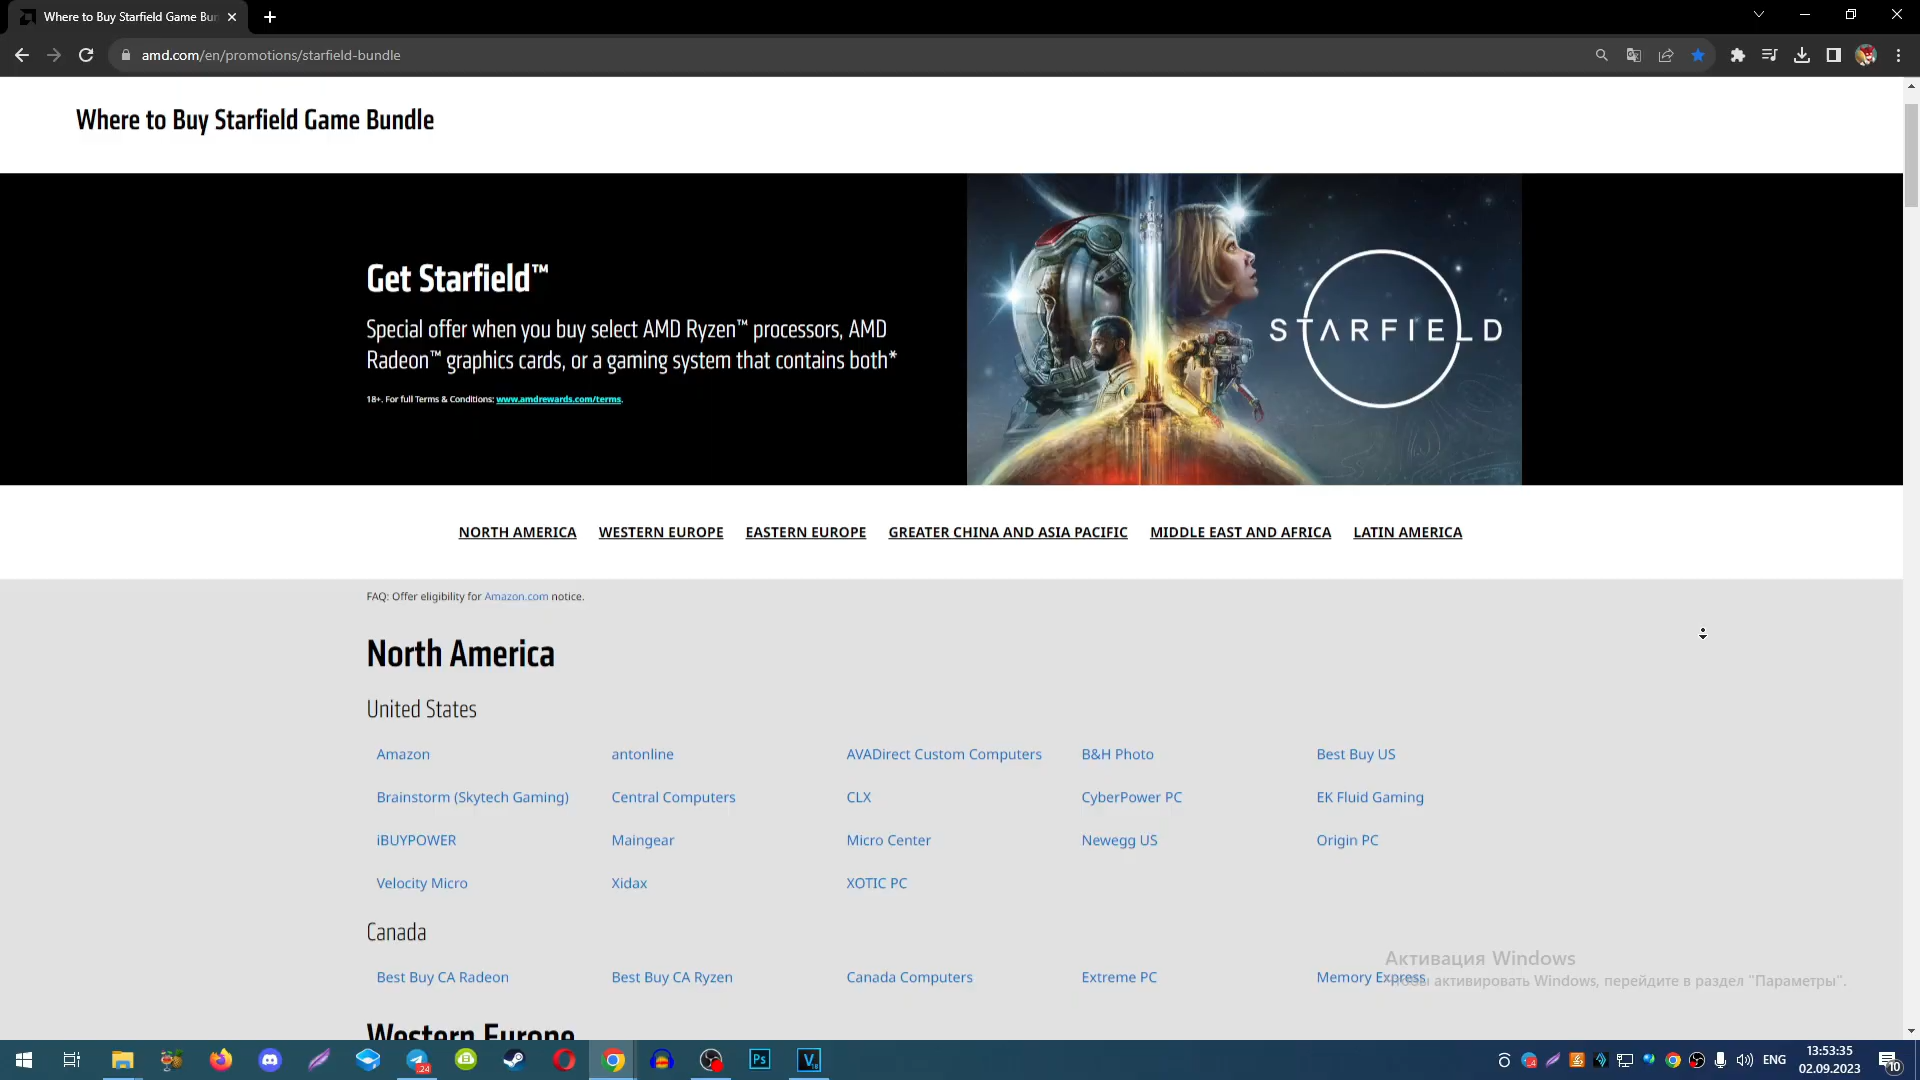 Where to Buy Starfield Game Bun
amd.com/en/promotions/starfield-bundle
Where to Buy Starfield Game Bundle
Get Starfield™
Special offer when you buy select AMD Ryzen™ processors, AMD
Radeon™ graphics cards, or a gaming system that contains both*
18+. For full Terms & Conditions: www.amdrewards.com/terms.
STARFIELD
NORTH AMERICA WESTERN EUROPE EASTERN EUROPE GREATER CHINA AND ASIA PACIFIC MIDDLE EAST AND AFRICA LATIN AMERICA
FAQ: Offer eligibility for Amazon.com notice.
North America
United States
Amazon antonline AVADirect Custom Computers B&H Photo Best Buy US
Brainstorm (Skytech Gaming) Central Computers CLX CyberPower PC EK Fluid Gaming
iBUYPOWER Maingear Micro Center Newegg US Origin PC
Velocity Micro Xidax XOTIC PC
Canada
Best Buy CA Radeon Best Buy CA Ryzen Canada Computers Extreme PC Memory Express
Активация Windows
активировать Windows, перейдите в раздел "Параметры".
Western Europe
24
Ps
V
ENG
13:53:35
02.09.2023
10